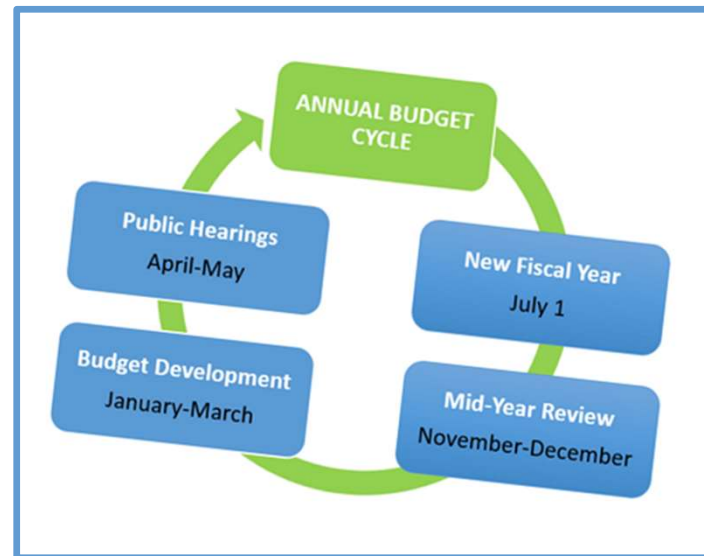 ANNUAL BUDGET
CYCLE
New Fiscal Year
July 1
Mid-Year Review
November-December
Budget Development
January-March
Public Hearings
April-May